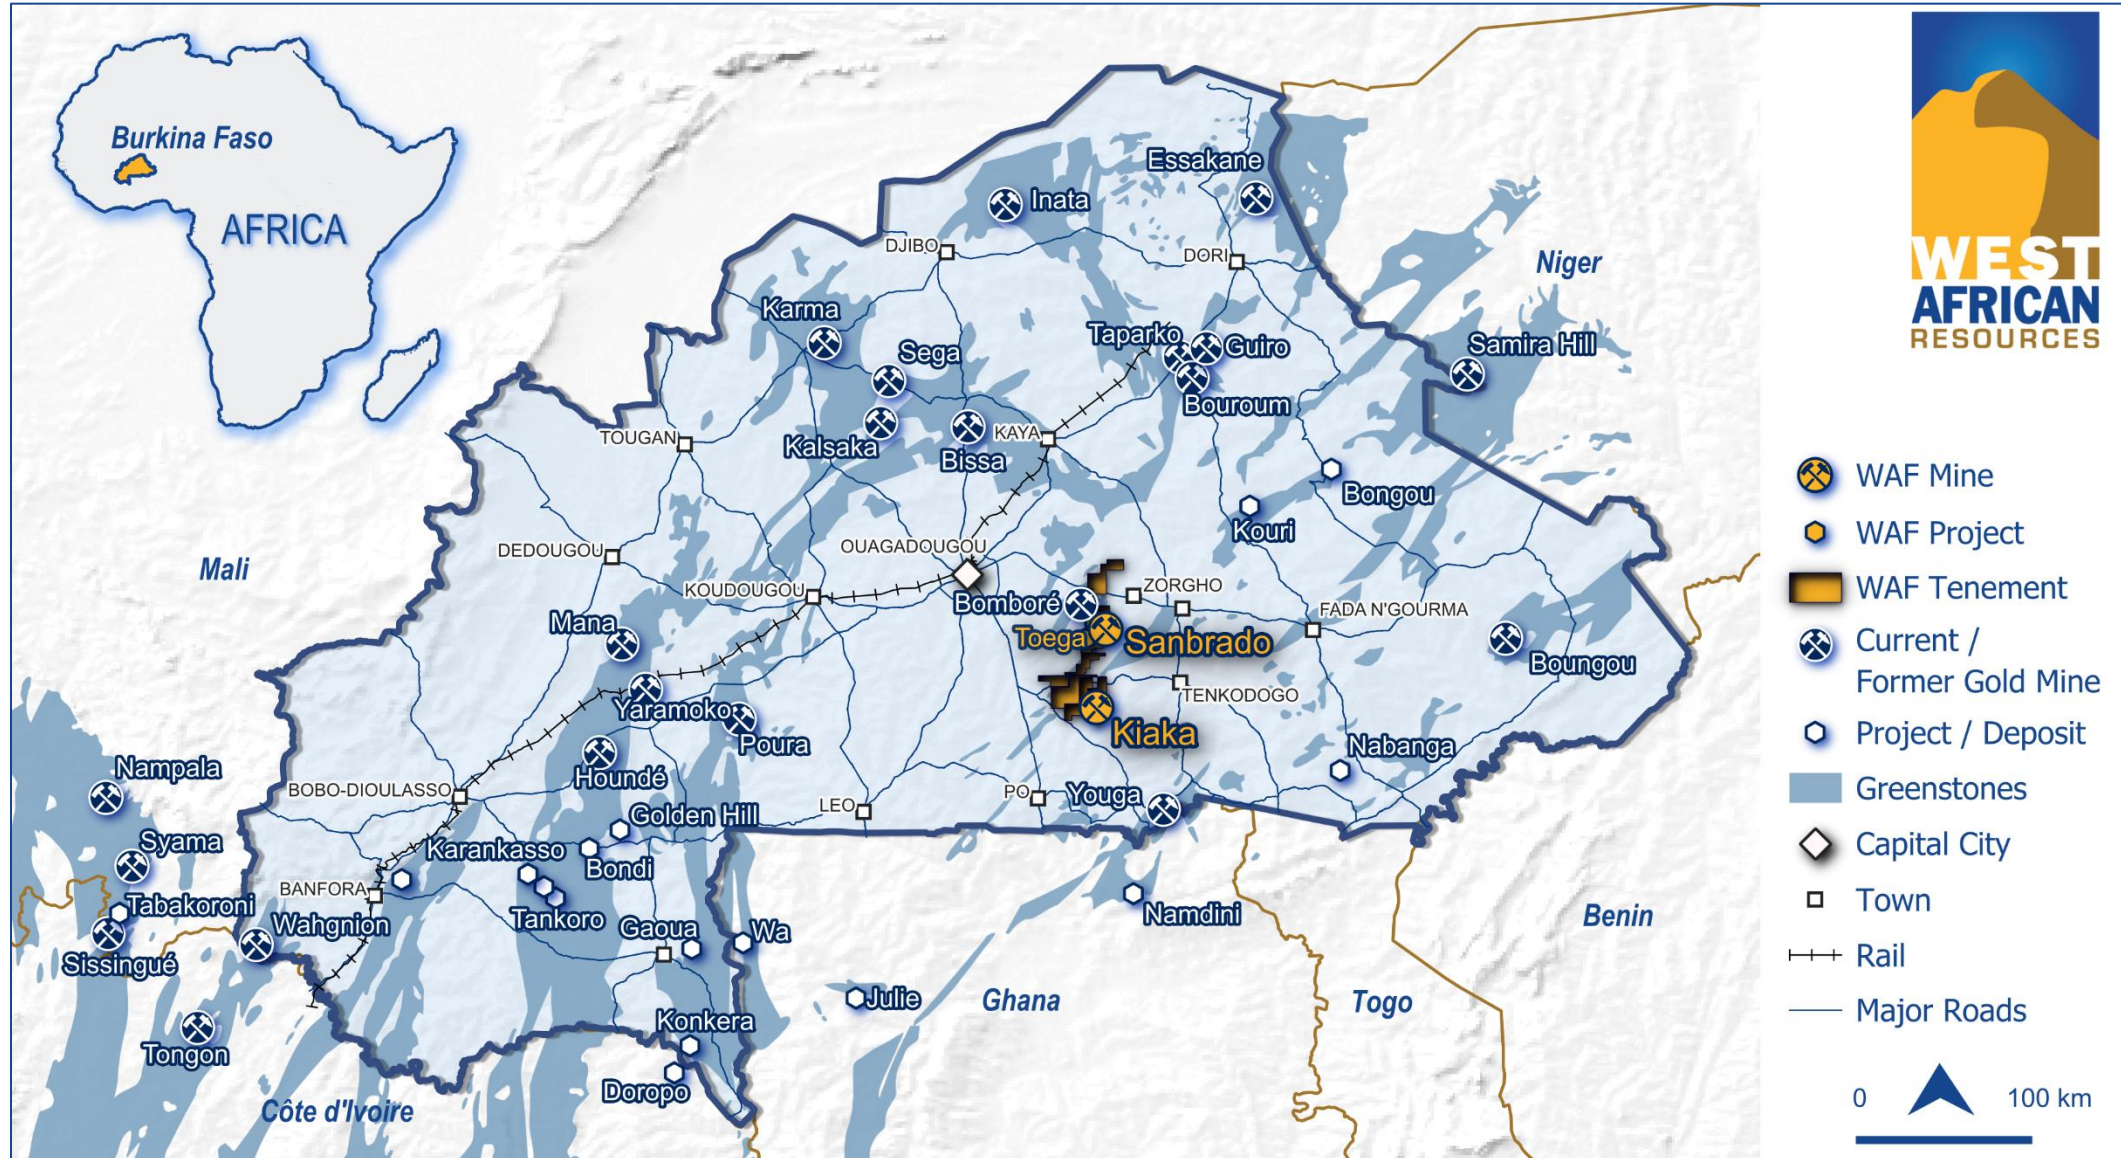 Burkina Faso
AFRICA
WEST
AFRICAN
RESOURCES
Essakane
Inata
DJIBO
DORI
Niger
Karma
Taparko
Guiro
Sega
Samira Hill
Bouroum
TOUGAN
Kalsaka
KAYA
Bissa
Bongou
Kouri
Mali
DEDOUGOU
OUAGADOUGOU
KOUDOUGOU
Bomboré
ZORGHO
FADA N'GOURMA
Mana
Toega
Sanbrado
Boungou
TENKODOGO
Yaramoko
Poura
Kiaka
Houndé
Nabanga
Nampala
BOBO-DIOULASSO
LEO
PO
Youga
Golden Hill
Syama
Karankasso
Bondi
BANFORA
Tabakoroni
Wahgnion
Tankoro
Gaoua
Wa
Namdini
Benin
Sissingué
Julie
Ghana
Togo
Tongon
Konkera
Doropo
Côte d'Ivoire
WAF Mine
WAF Project
WAF Tenement
Current /
Former Gold Mine
Project / Deposit
Greenstones
Capital City
Town
Rail
Major Roads
0 100 km